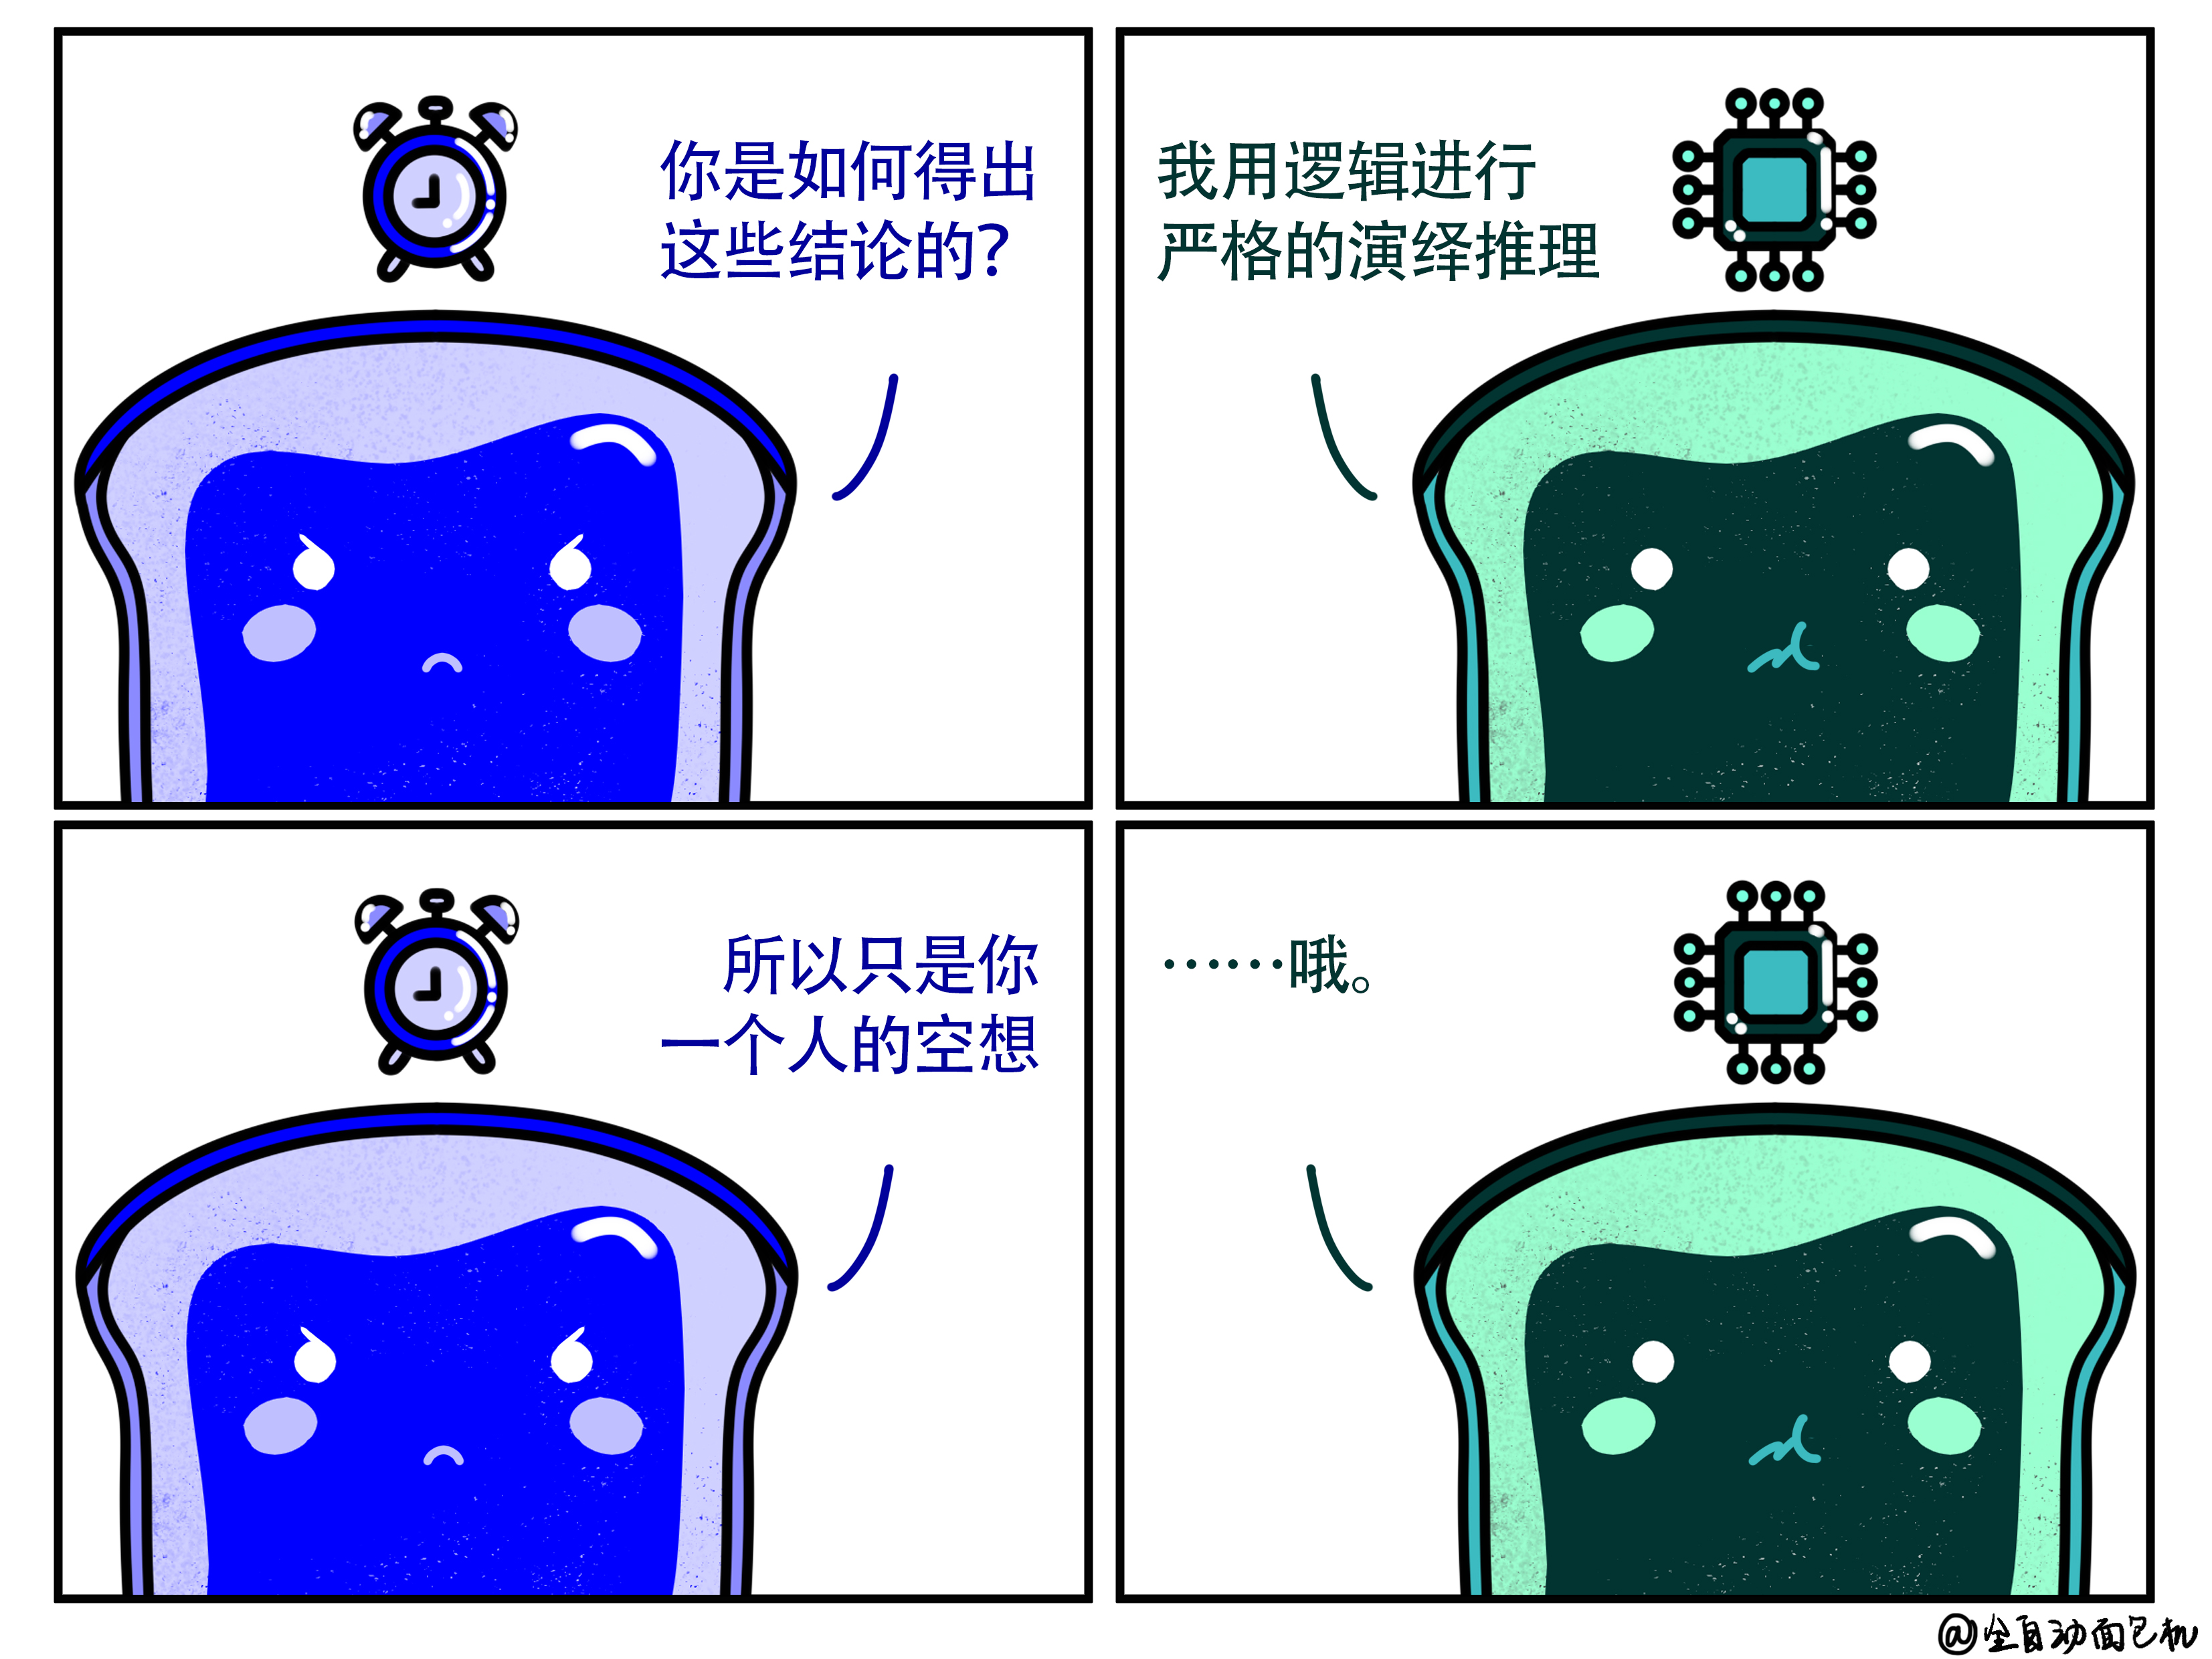 你是如何得出
这些结论的？
我用逻辑进行
严格的演绎推理
所以只是你
一个人的空想
……哦。
@全自动面包机